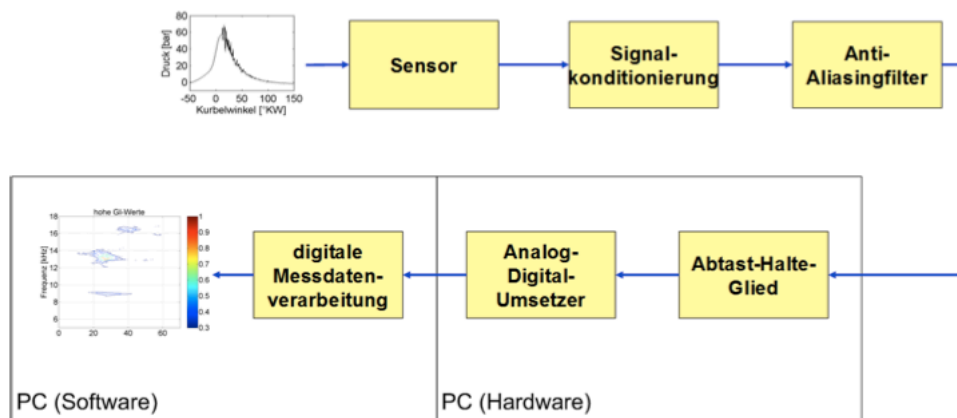 80
60
40
20
0
Druck [bar]
-50 0 50 100 150
Kurbelwinkel [°KW]
Sensor
Signal-
konditionierung
Anti-
Aliasingfilter
hohe GI-Werte
18
16
14
12
10
8
6
Frequenz [kHz]
0 20 40 60
1
0.9
0.8
0.7
0.6
0.5
0.4
0.3
digitale
Messdaten-
verarbeitung
Analog-
Digital-
Umsetzer
Abtast-Halte-
Glied
PC (Software)
PC (Hardware)